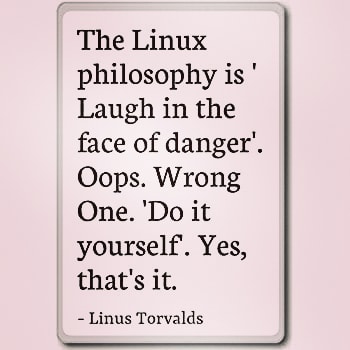 The Linux
philosophy is '
Laugh in the
face of danger'.
Oops. Wrong
One. 'Do it
yourself'. Yes,
that's it.
- Linus Torvalds